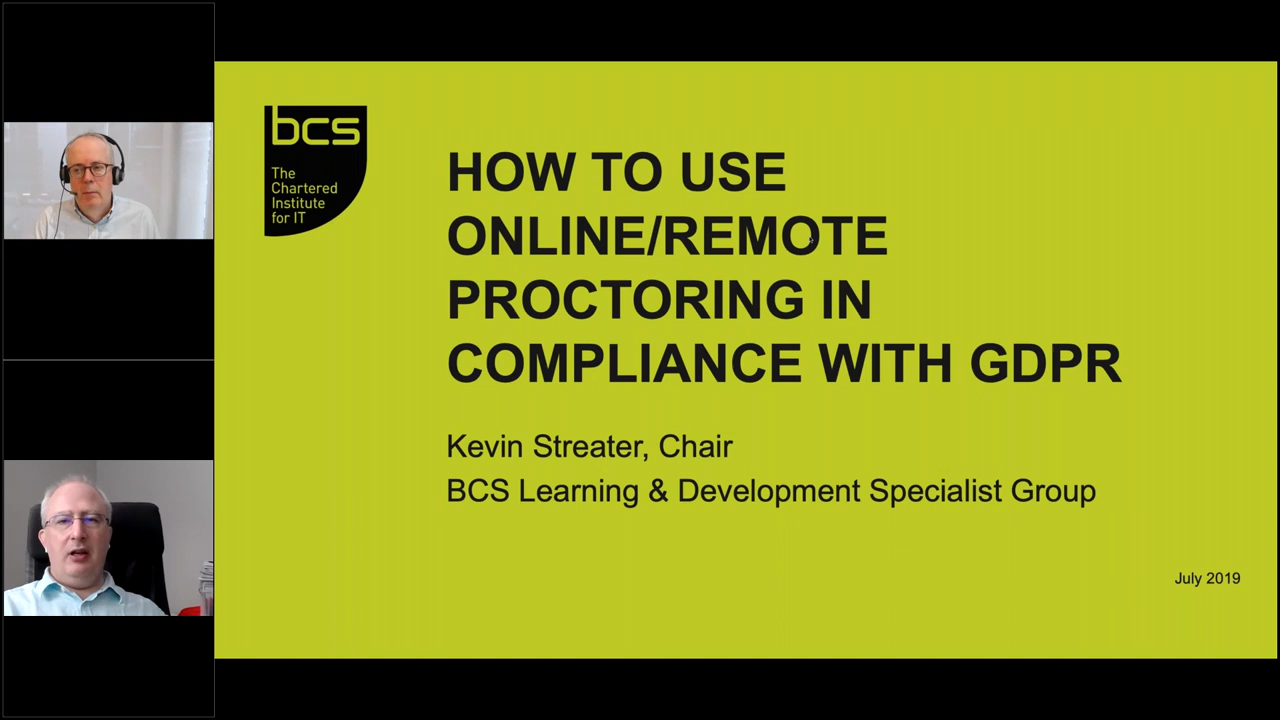 bcs
The
Chartered
Institute
for IT
HOW TO USE
ONLINE/REMOTE
PROCTORING IN
COMPLIANCE WITH GDPR
Kevin Streater, Chair
BCS Learning & Development Specialist Group
July 2019